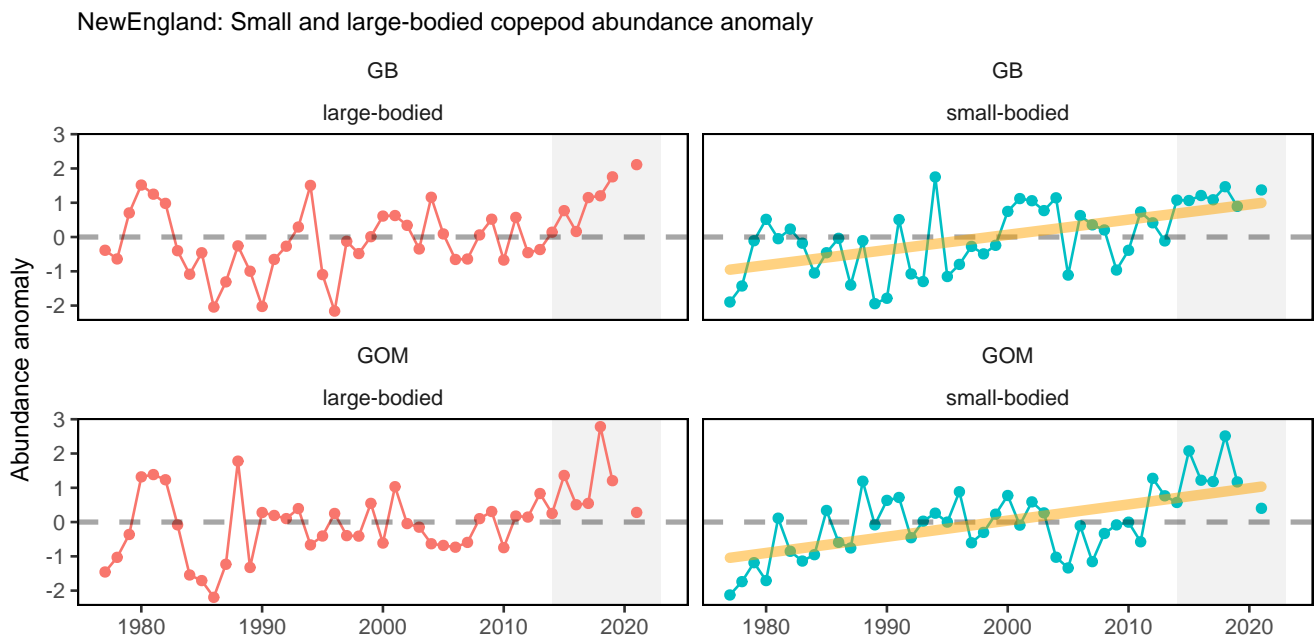 NewEngland: Small and large-bodied copepod abundance anomaly
GB
large-bodied
GB
small-bodied
Abundance anomaly
3
2
1
0
-1
-2
GOM
large-bodied
GOM
small-bodied
3
2
1
0
-1
-2
1980 1990 2000 2010 2020
1980 1990 2000 2010 2020